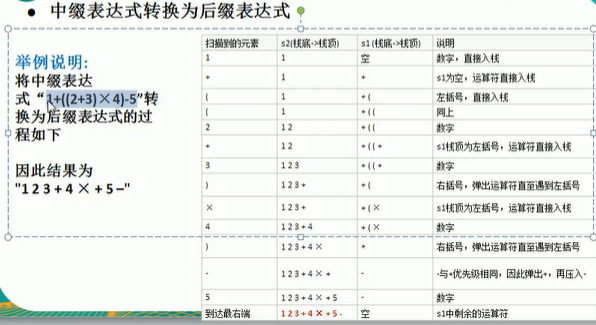 • 中缀表达式转换为后缀表达式
举例说明:
将中缀表达
式“1+((2+3)×4)-5”转
换为后缀表达式的过
程如下
因此结果为
"1 2 3 + 4 × + 5 –"
扫描到的元素 s2(栈底->栈顶) s1(栈底->栈顶) 说明
1 1 空 数字，直接入栈
+ 1 + s1为空，运算符直接入栈
( 1 + ( 左括号，直接入栈
( 1 + ( ( 同上
2 1 2 + ( ( 数字
+ 1 2 + ( ( + s1栈顶为左括号，运算符直接入栈
3 1 2 3 + ( ( + 数字
) 1 2 3 + + ( 右括号，弹出运算符直至遇到左括号
× 1 2 3 + + ( × s1栈顶为左括号，运算符直接入栈
4 1 2 3 + 4 + ( × 数字
) 1 2 3 + 4 × + 右括号，弹出运算符直至遇到左括号
- 1 2 3 + 4 × + - -与+优先级相同，因此弹出+，再压入-
5 1 2 3 + 4 × + 5 - 数字
到达最右端 1 2 3 + 4 × + 5 - 空 s1中剩余的运算符